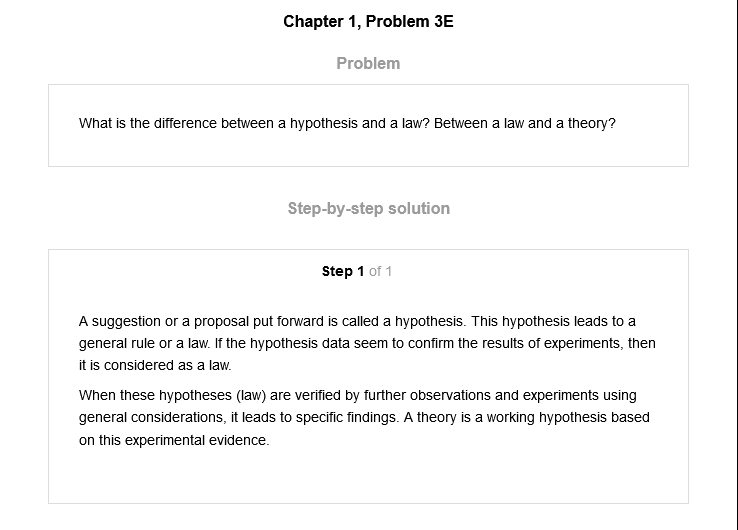 Chapter 1, Problem 3E
Problem
What is the difference between a hypothesis and a law? Between a law and a theory?
Step-by-step solution
Step 1 of 1
A suggestion or a proposal put forward is called a hypothesis. This hypothesis leads to a
general rule or a law. If the hypothesis data seem to confirm the results of experiments, then
it is considered as a law.
When these hypotheses (law) are verified by further observations and experiments using
general considerations, it leads to specific findings. A theory is a working hypothesis based
on this experimental evidence.